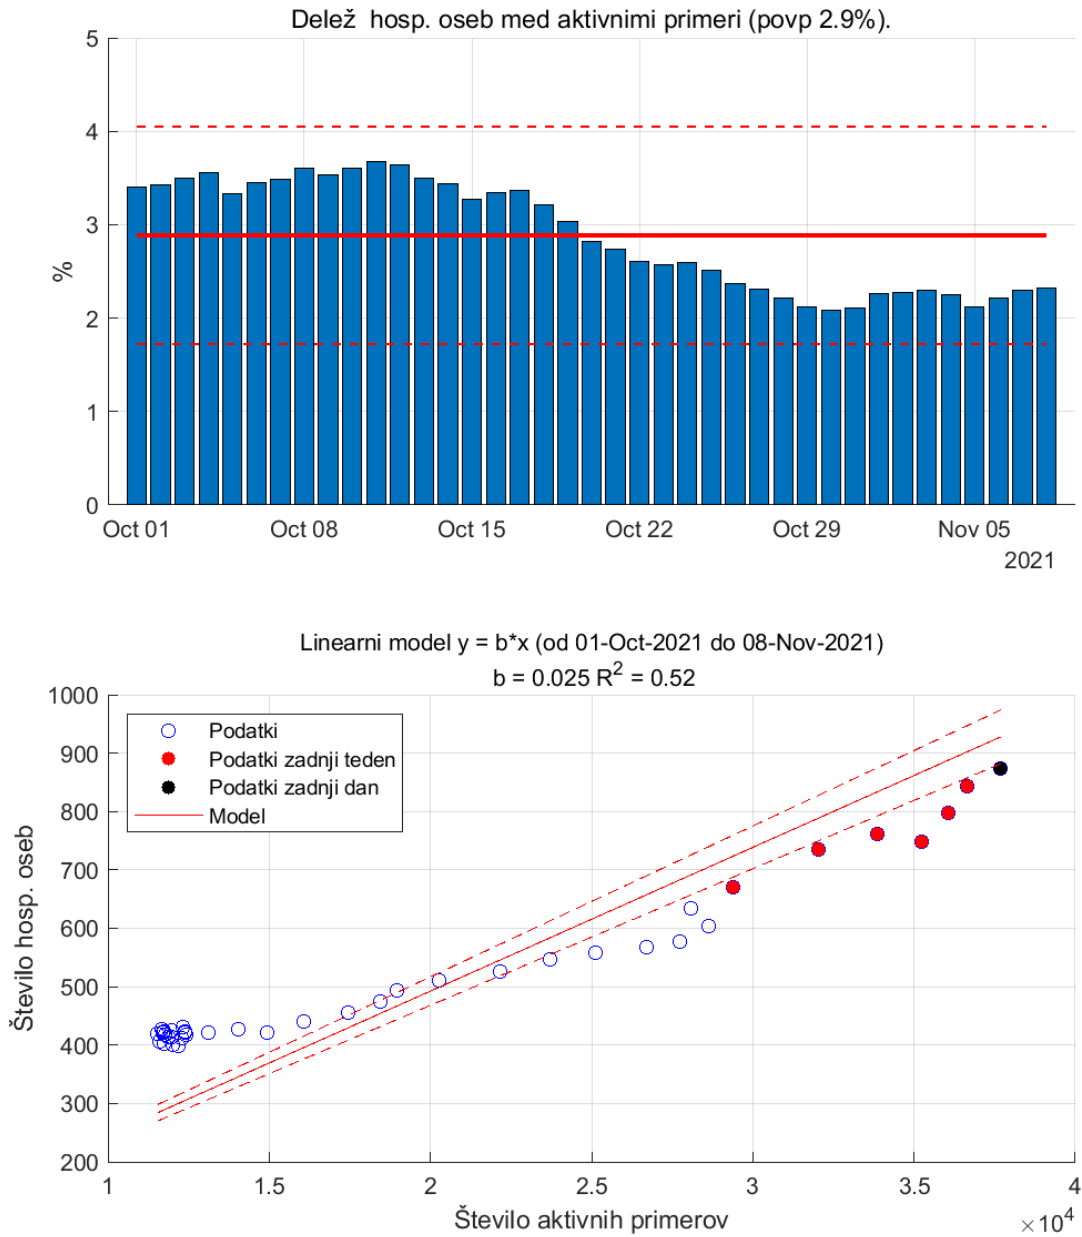 Delež  hosp. oseb med aktivnimi primeri (povp 2.9%).
5
4
3
2
1
0
%
Oct 01 Oct 08 Oct 15 Oct 22 Oct 29 Nov 05
2021
Linearni model y = b*x (od 01-Oct-2021 do 08-Nov-2021)
b = 0.025 R² = 0.52
1000
900
800
700
600
500
400
300
200
Število hosp. oseb
Podatki
Podatki zadnji teden
Podatki zadnji dan
Model
1 1.5 2 2.5 3 3.5 4
Število aktivnih primerov
×10⁴